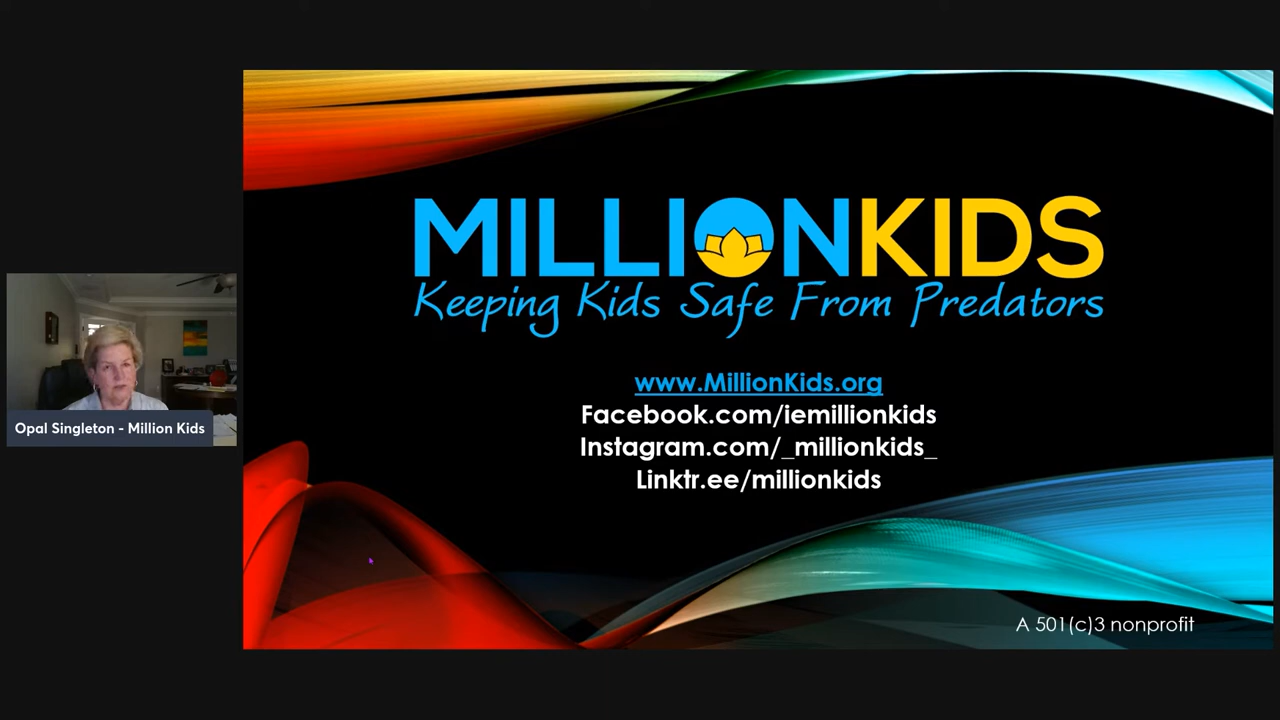 MILLIONKIDS
Keeping Kids Safe From Predators
www.MillionKids.org
Facebook.com/iemillionkids
Instagram.com/_millionkids_
Linktr.ee/millionkids
Opal Singleton - Million Kids
A 501(c)3 nonprofit